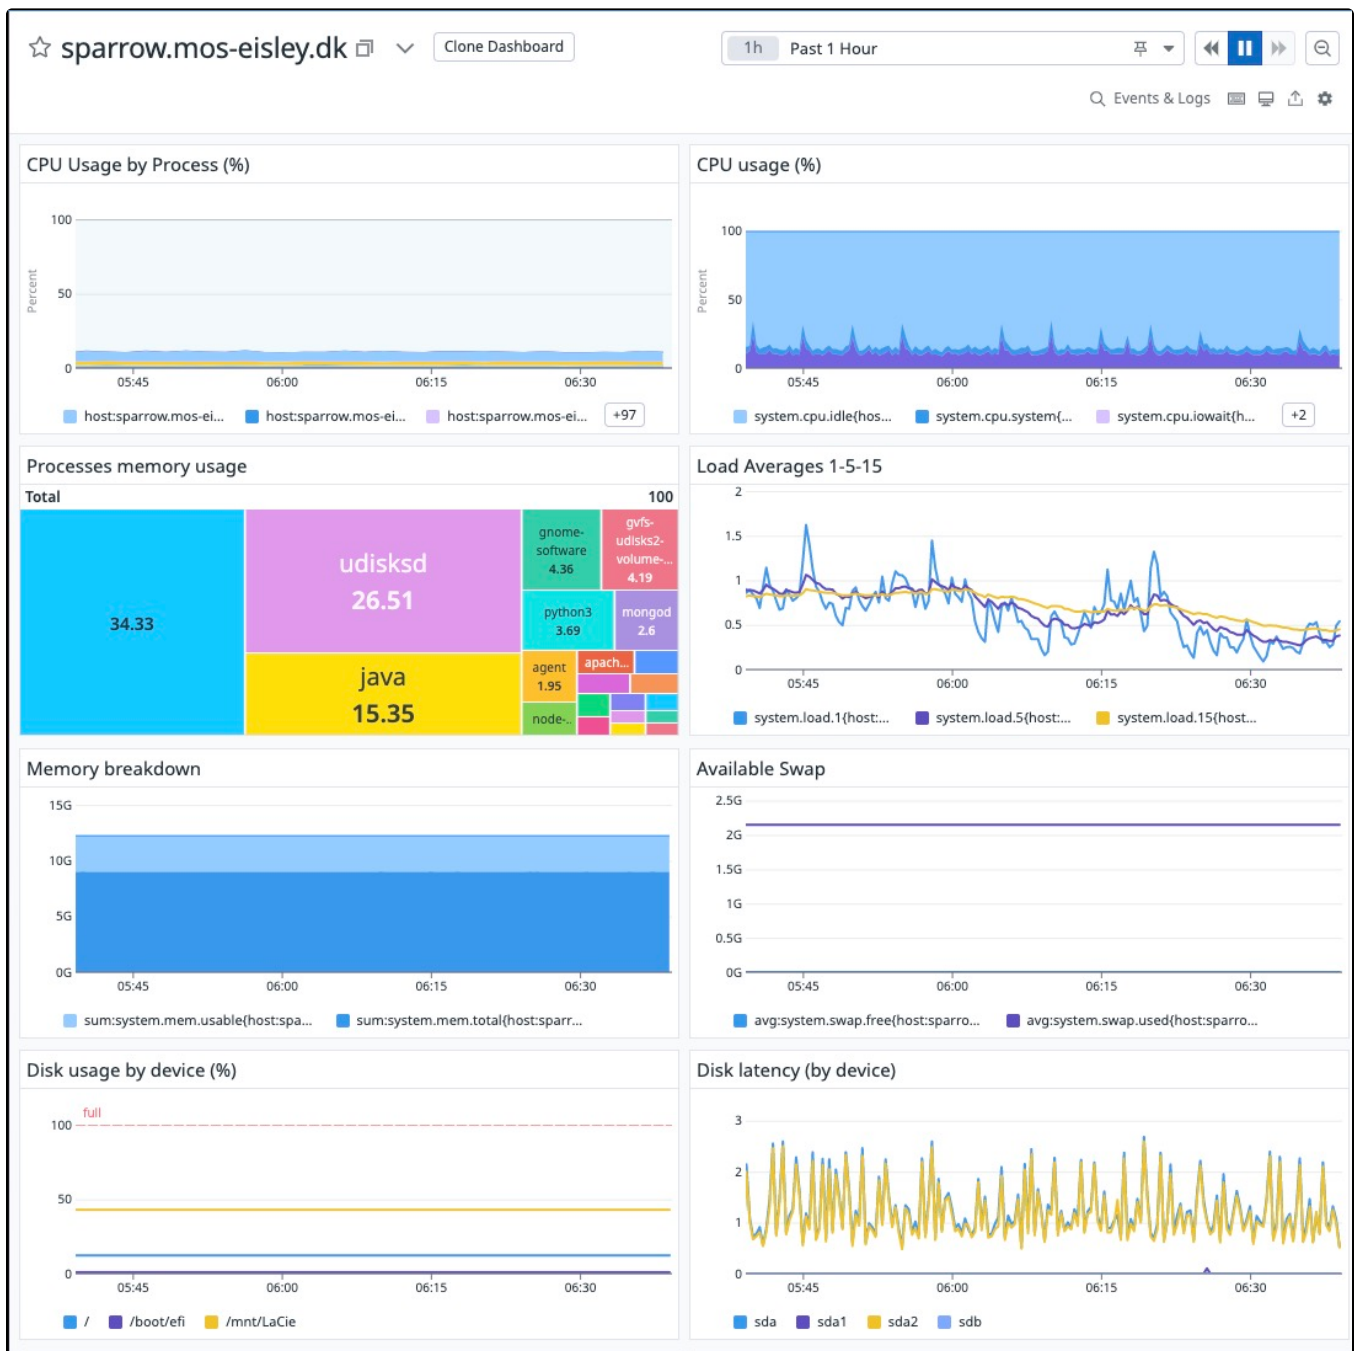 sparrow.mos-eisley.dk
Clone Dashboard
1h Past 1 Hour
Events & Logs
CPU Usage by Process (%)
Percent
100
50
0
05:45 06:00 06:15 06:30
host:sparrow.mos-ei... host:sparrow.mos-ei... host:sparrow.mos-ei... +97
CPU usage (%)
Percent
100
50
0
05:45 06:00 06:15 06:30
system.cpu.idle{hos... system.cpu.system{... system.cpu.iowait{h... +2
Processes memory usage
Total 100
34.33
udisksd
26.51
java
15.35
gnome-
software
4.36
gvfs-
udisks2-
volume-...
4.19
python3
3.69
mongod
2.6
agent
1.95
apach...
node-..
Load Averages 1-5-15
2
1.5
1
0.5
0
05:45 06:00 06:15 06:30
system.load.1{host:... system.load.5{host:... system.load.15{host...
Memory breakdown
15G
10G
5G
0G
05:45 06:00 06:15 06:30
sum:system.mem.usable{host:spa... sum:system.mem.total{host:sparr...
Available Swap
2.5G
2G
1.5G
1G
0.5G
0G
05:45 06:00 06:15 06:30
avg:system.swap.free{host:sparro... avg:system.swap.used{host:sparro...
Disk usage by device (%)
full
100
50
0
05:45 06:00 06:15 06:30
/ /boot/efi /mnt/LaCie
Disk latency (by device)
3
2
1
0
05:45 06:00 06:15 06:30
sda sda1 sda2 sdb